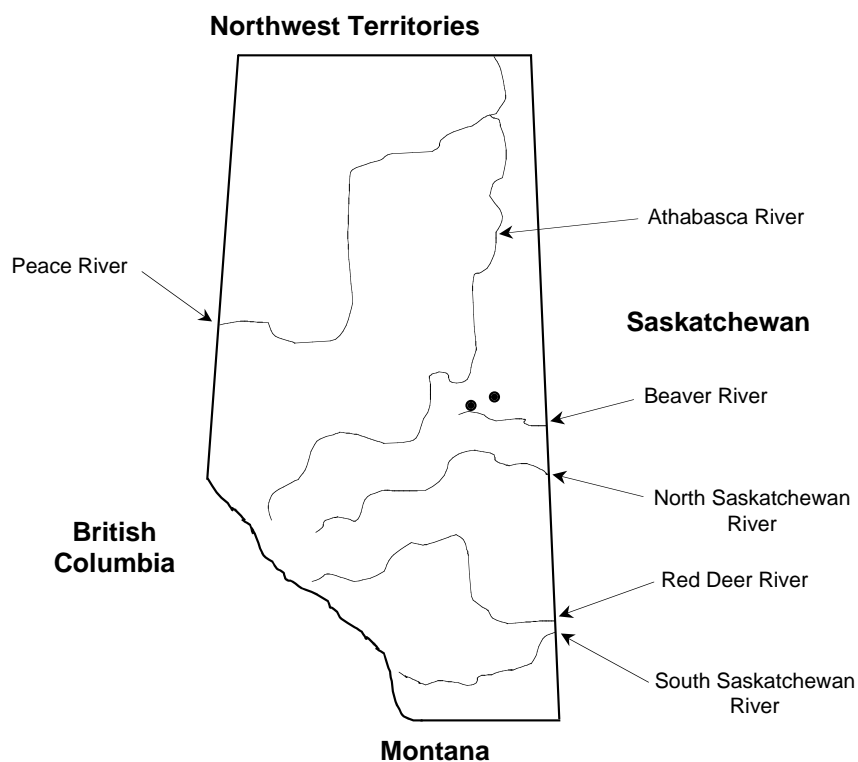 Northwest Territories
Athabasca River
Peace River
Saskatchewan
Beaver River
North Saskatchewan
River
British
Columbia
Red Deer River
South Saskatchewan
River
Montana